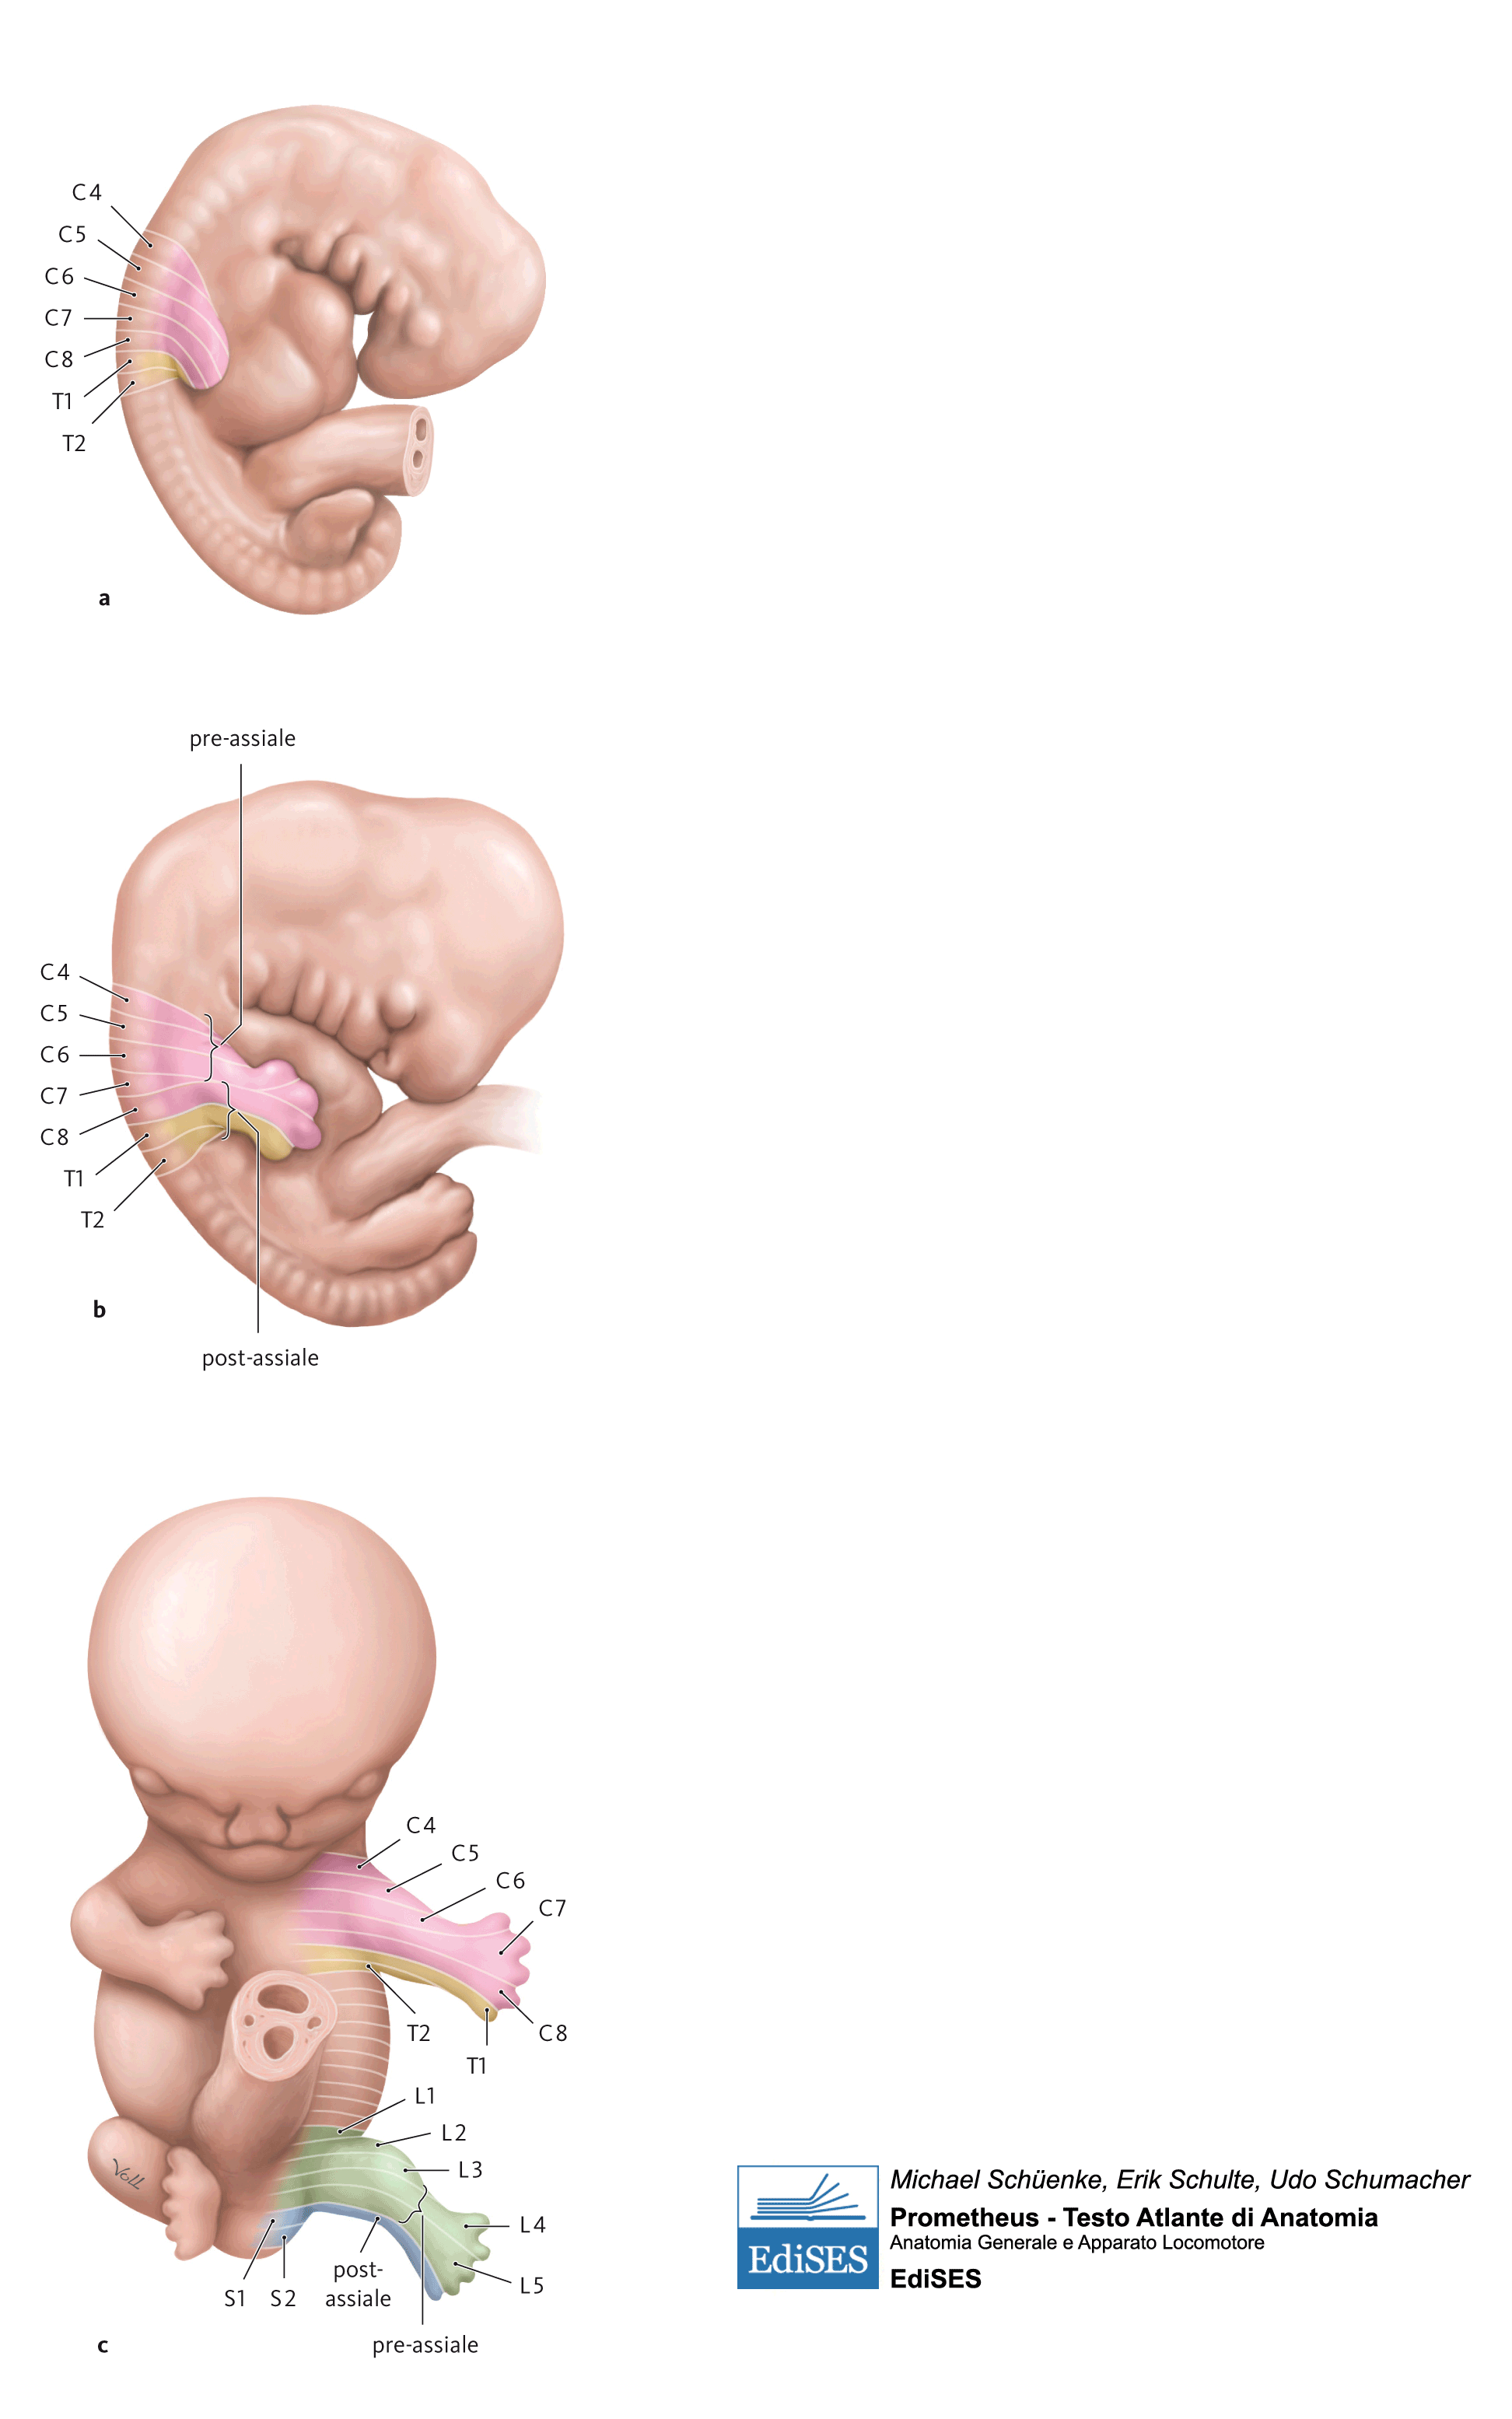 C4
C5
C6
C7
C8
T1
T2
a
pre-assiale
C4
C5
C6
C7
C8
T1
T2
b
post-assiale
C4
C5
C6
C7
T2
C8
T1
L1
L2
L3
L4
post-
assiale
L5
S1
S2
pre-assiale
c
Voll
EdiSES
Michael Schüenke, Erik Schulte, Udo Schumacher
Prometheus - Testo Atlante di Anatomia
Anatomia Generale e Apparato Locomotore
EdiSES